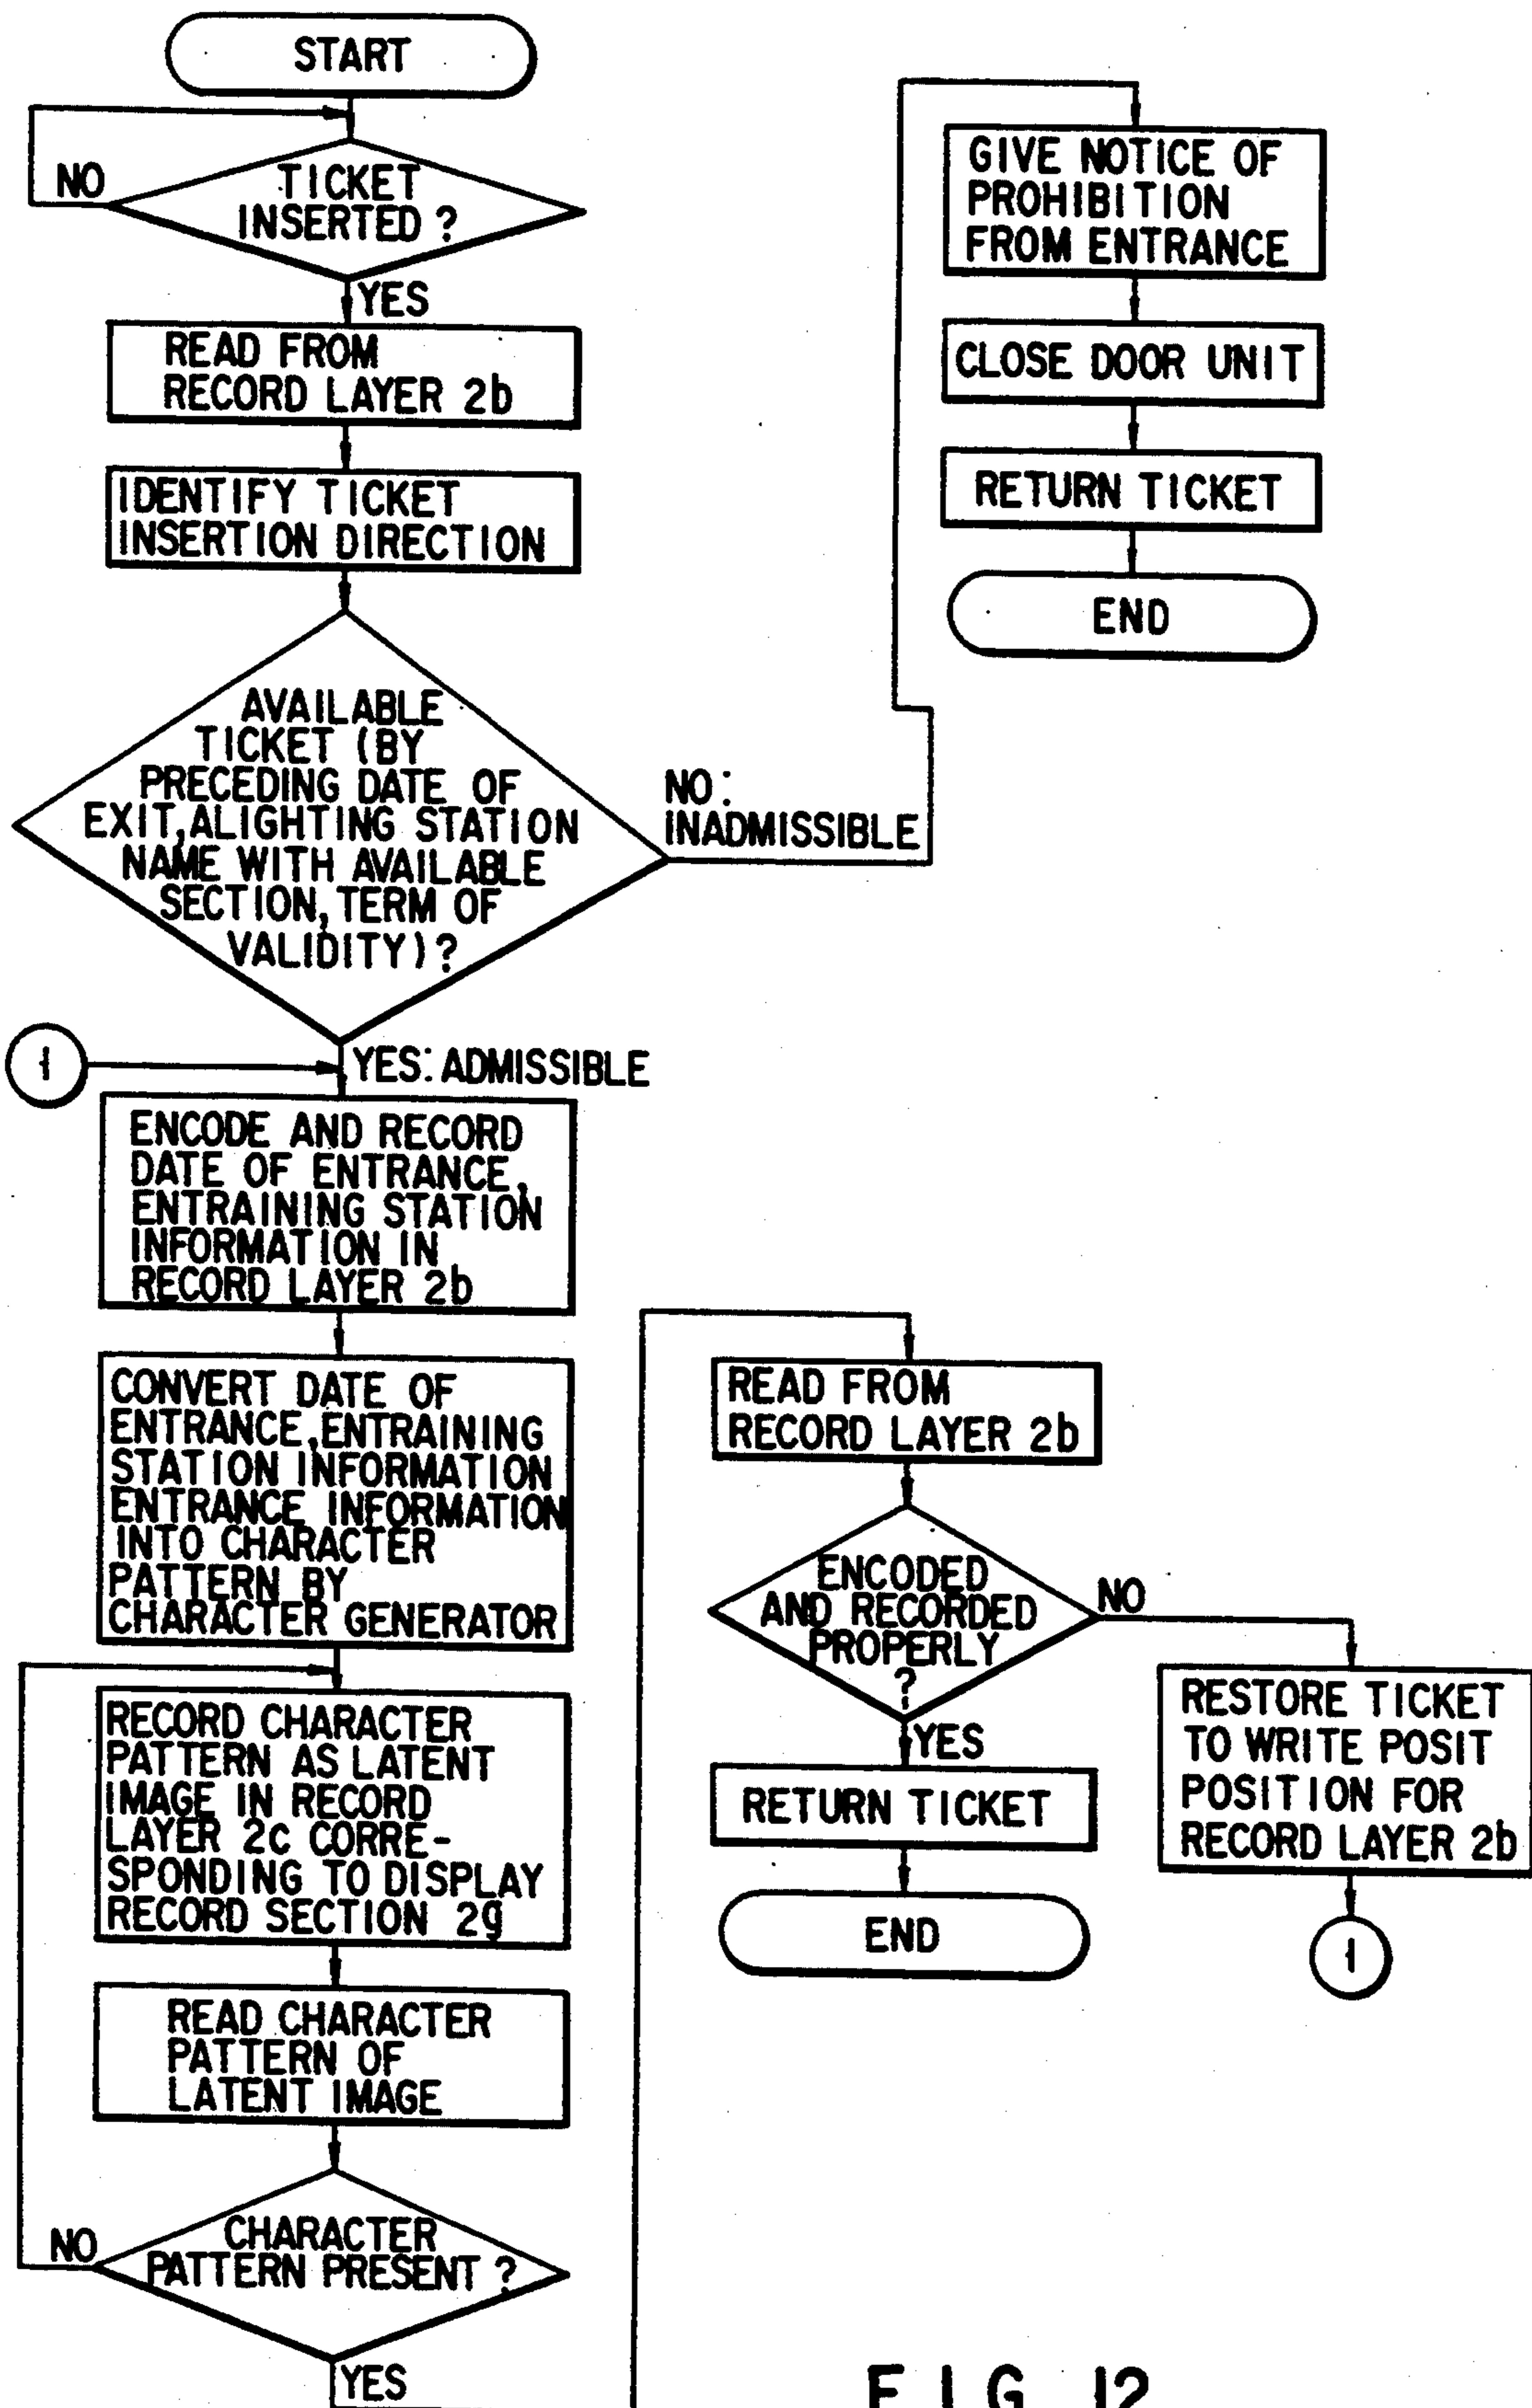 START
TICKET
INSERTED ?
NO
YES
READ FROM
RECORD LAYER 2b
IDENTIFY TICKET
INSERTION DIRECTION
AVAILABLE
TICKET (BY
PRECEDING DATE OF
EXIT, ALIGHTING STATION
NAME WITH AVAILABLE
SECTION, TERM OF
VALIDITY) ?
NO:
INADMISSIBLE
GIVE NOTICE OF
PROHIBITION
FROM ENTRANCE
CLOSE DOOR UNIT
RETURN TICKET
END
1
YES: ADMISSIBLE
ENCODE AND RECORD
DATE OF ENTRANCE,
ENTRAINING STATION
INFORMATION IN
RECORD LAYER 2b
CONVERT DATE OF
ENTRANCE, ENTRAINING
STATION INFORMATION
ENTRANCE INFORMATION
INTO CHARACTER
PATTERN BY
CHARACTER GENERATOR
RECORD CHARACTER
PATTERN AS LATENT
IMAGE IN RECORD
LAYER 2c CORRE-
SPONDING TO DISPLAY
RECORD SECTION 2g
READ CHARACTER
PATTERN OF
LATENT IMAGE
CHARACTER
PATTERN PRESENT ?
NO
YES
READ FROM
RECORD LAYER 2b
ENCODED
AND RECORDED
PROPERLY
?
NO
YES
RETURN TICKET
END
RESTORE TICKET
TO WRITE POSIT
POSITION FOR
RECORD LAYER 2b
1
FIG. 12